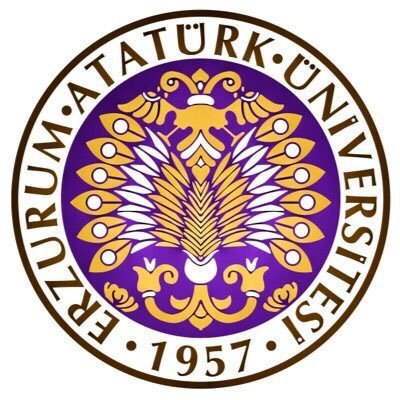 ERZURUM · ATATÜRK · ÜNİVERSİTESİ
· 1957 ·